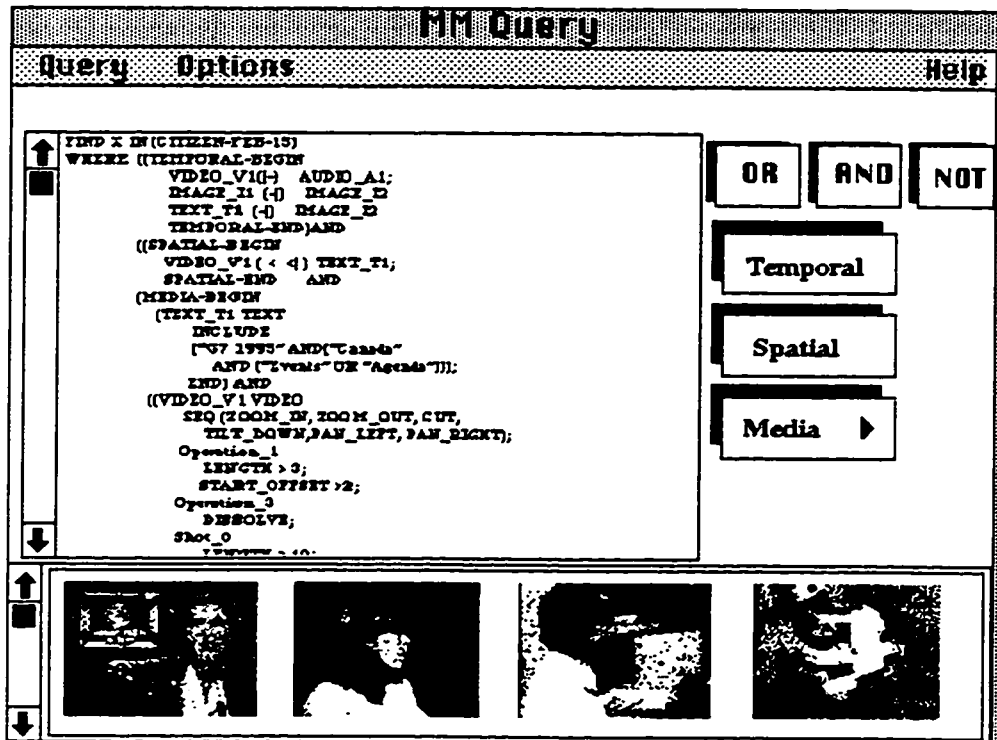 MM Query
Query Options Help
FIND X IN (CITIZEN-FEB-15)
WHERE ((TEMPORAL-BEGIN
VIDEO_V1(|-) AUDIO_A1;
IMAGE_I1 (-|) IMAGE_I2
TEXT_T1 (-|) IMAGE_I2
TEMPORAL-END)AND
((SPATIAL-BEGIN
VIDEO_V1 ( < <| ) TEXT_T1;
SPATIAL-END AND
(MEDIA-BEGIN
(TEXT_T1 TEXT
INCLUDE
["G7 1995" AND("Canada"
AND ("Events" OR "Agenda"))];
END) AND
((VIDEO_V1 VIDEO
SEQ (ZOOM_IN, ZOOM_OUT, CUT,
TILT_DOWN,PAN_LEFT, PAN_RIGHT);
Operation_1
LENGTH > 3;
START_OFFSET >2;
Operation_3
DISSOLVE;
Shot_0
LENGTH > 10;
OR AND NOT
Temporal
Spatial
Media